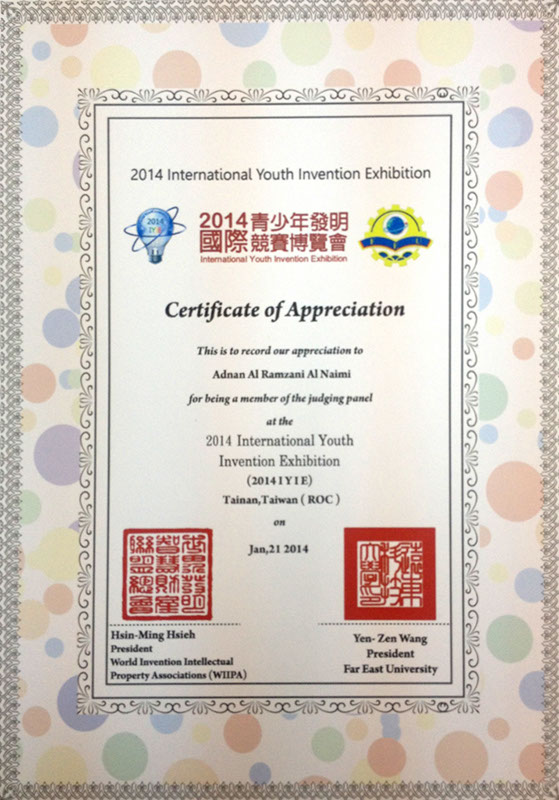 2014 International Youth Invention Exhibition
2014
IYIE
2014青少年發明
國際競賽博覽會
International Youth Invention Exhibition
FEU
Certificate of Appreciation
This is to record our appreciation to
Adnan Al Ramzani Al Naimi
for being a member of the judging panel
at the
2014 International Youth
Invention Exhibition
(2014 I Y I E)
Tainan,Taiwan ( ROC )
on
Jan,21 2014
Hsin-Ming Hsieh
President
World Invention Intellectual
Property Associations (WIIPA)
Yen- Zen Wang
President
Far East University